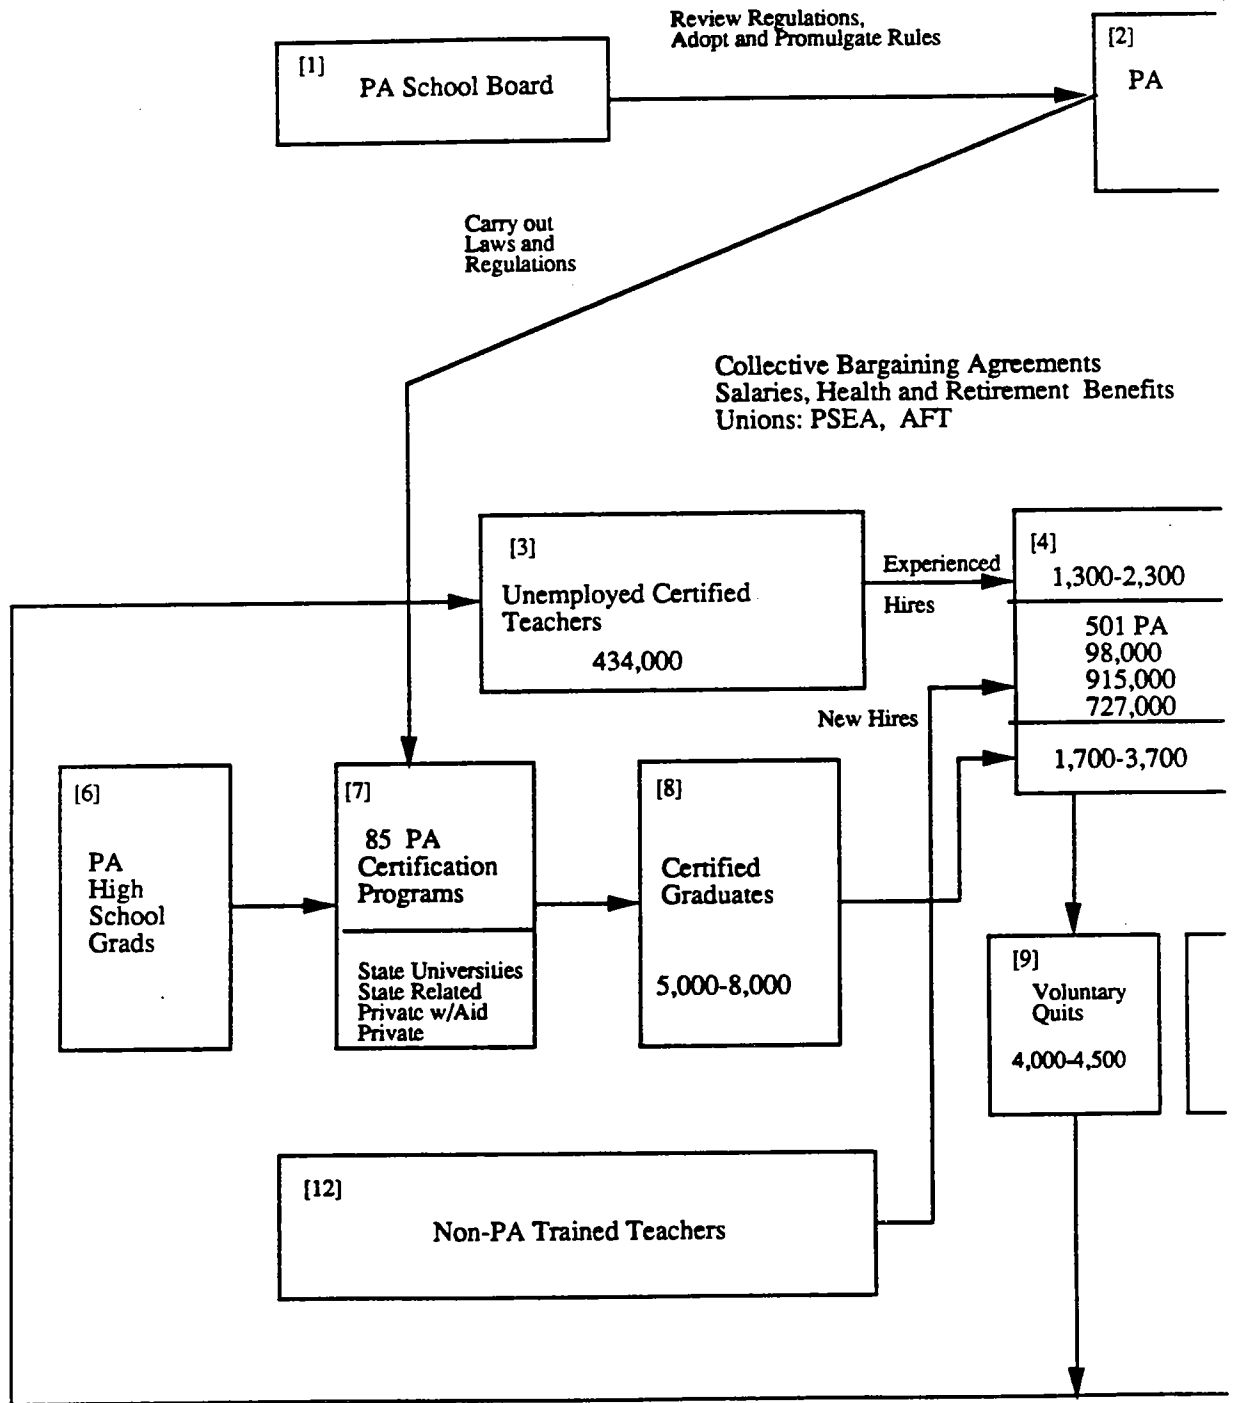 Review Regulations,
Adopt and Promulgate Rules
[1]
PA School Board
[2]
PA
Carry out
Laws and
Regulations
Collective Bargaining Agreements
Salaries, Health and Retirement Benefits
Unions: PSEA, AFT
[3]
Unemployed Certified
Teachers
434,000
Experienced
Hires
[4]
1,300-2,300
501 PA
98,000
915,000
727,000
1,700-3,700
New Hires
[6]
PA
High
School
Grads
[7]
85 PA
Certification
Programs
State Universities
State Related
Private w/Aid
Private
[8]
Certified
Graduates
5,000-8,000
[9]
Voluntary
Quits
4,000-4,500
[12]
Non-PA Trained Teachers